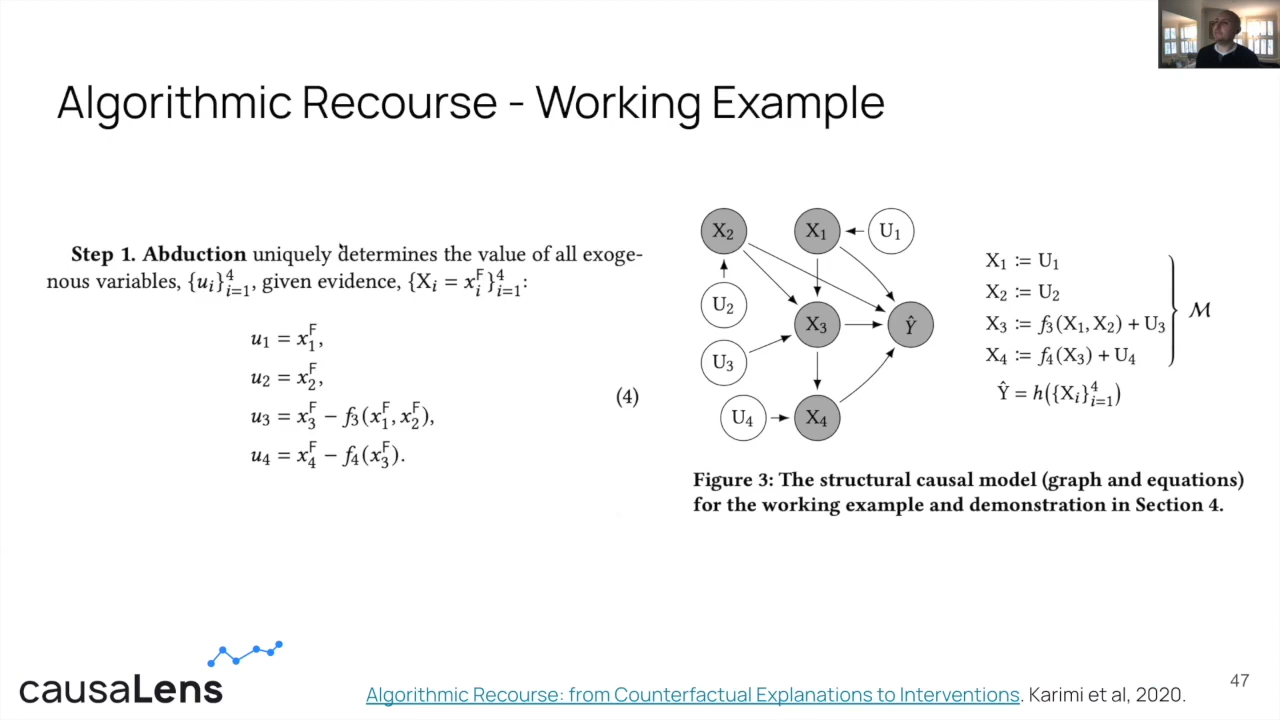 Algorithmic Recourse - Working Example
Step 1. Abduction uniquely determines the value of all exoge-
nous variables, {uᵢ}⁴ᵢ₌₁, given evidence, {Xᵢ = xᵢᶠ}⁴ᵢ₌₁:
u₁ = x₁ᶠ,
u₂ = x₂ᶠ,
u₃ = x₃ᶠ − f₃(x₁ᶠ, x₂ᶠ),
u₄ = x₄ᶠ − f₄(x₃ᶠ).
(4)
X₂
X₁
U₁
U₂
X₃
Ŷ
U₃
U₄
X₄
X₁ := U₁
X₂ := U₂
X₃ := f₃(X₁, X₂) + U₃
X₄ := f₄(X₃) + U₄
ℳ
Ŷ = h({Xᵢ}⁴ᵢ₌₁)
Figure 3: The structural causal model (graph and equations)
for the working example and demonstration in Section 4.
causaLens
Algorithmic Recourse: from Counterfactual Explanations to Interventions. Karimi et al, 2020.
47